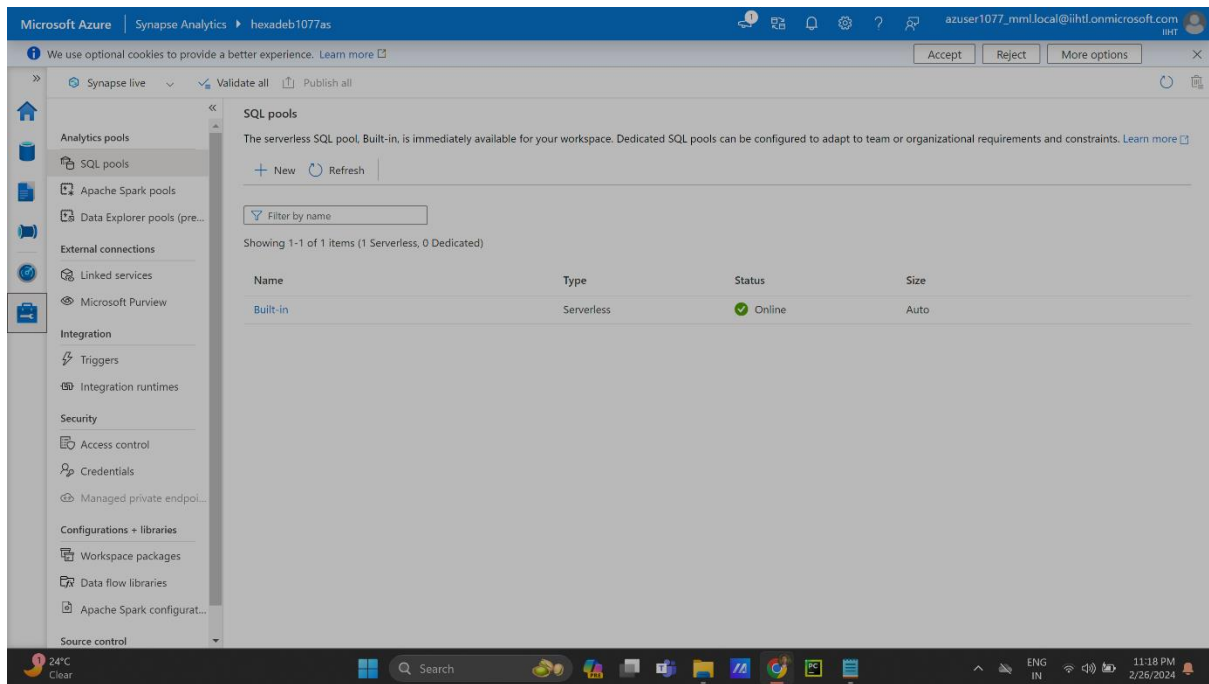 Microsoft Azure | Synapse Analytics ▸ hexadeb1077as
1
azuser1077_mml.local@iihtl.onmicrosoft.com
IIHT
We use optional cookies to provide a better experience. Learn more
Accept
Reject
More options
Synapse live
Validate all
Publish all
Analytics pools
SQL pools
Apache Spark pools
Data Explorer pools (pre...
External connections
Linked services
Microsoft Purview
Integration
Triggers
Integration runtimes
Security
Access control
Credentials
Managed private endpoi...
Configurations + libraries
Workspace packages
Data flow libraries
Apache Spark configurat...
Source control
SQL pools
The serverless SQL pool, Built-in, is immediately available for your workspace. Dedicated SQL pools can be configured to adapt to team or organizational requirements and constraints. Learn more
New
Refresh
Filter by name
Showing 1-1 of 1 items (1 Serverless, 0 Dedicated)
Name Type Status Size
Built-in Serverless Online Auto
1
24°C
Clear
Search
PRE
PC
ENG
IN
11:18 PM
2/26/2024